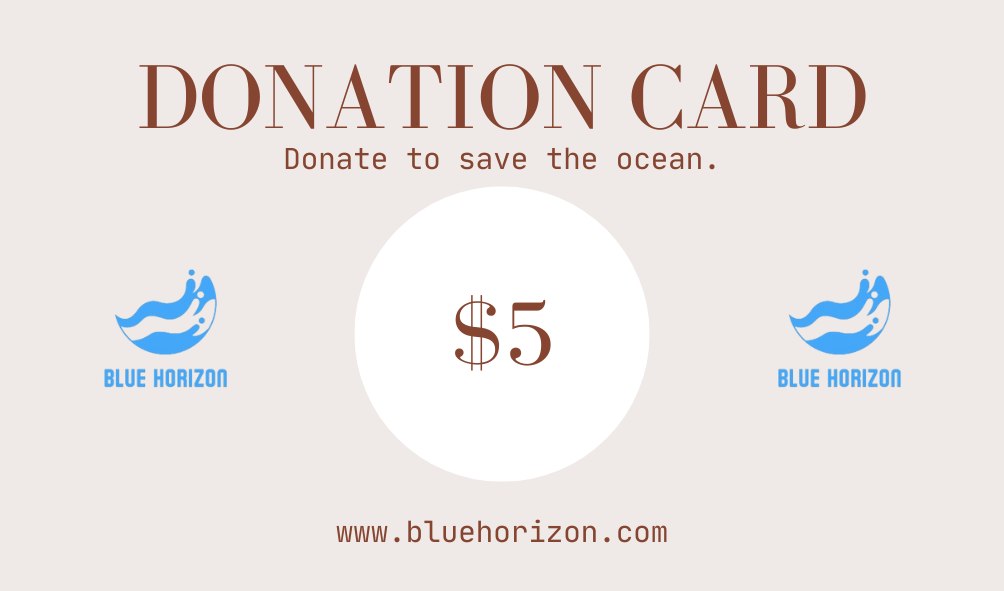 DONATION CARD
Donate to save the ocean.
$5
BLUE HORIZON
BLUE HORIZON
www.bluehorizon.com